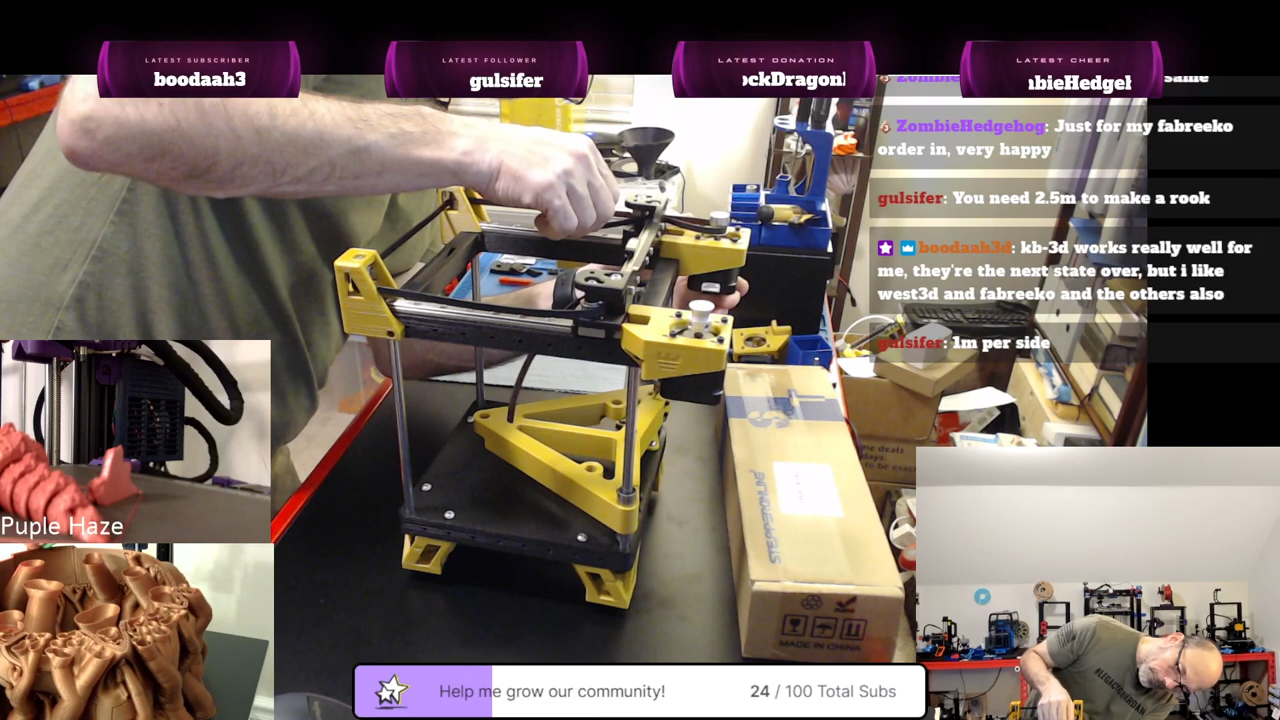 LATEST SUBSCRIBER
boodaah3
LATEST FOLLOWER
gulsifer
LATEST DONATION
ockDragonl
LATEST CHEER
mbieHedgeh
same
ZombieHedgehog: Just for my fabreeko
order in, very happy
gulsifer: You need 2.5m to make a rook
boodaah3d: kb-3d works really well for
me, they're the next state over, but i like
west3d and fabreeko and the others also
gulsifer: 1m per side
Puple Haze
STEPPERONLINE
MADE IN CHINA
Help me grow our community!
24 / 100 Total Subs